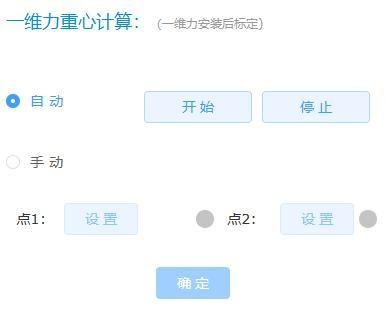 一维力重心计算：（一维力安装后标定）
自动 开始 停止
手动
点1： 设置 点2： 设置
确定